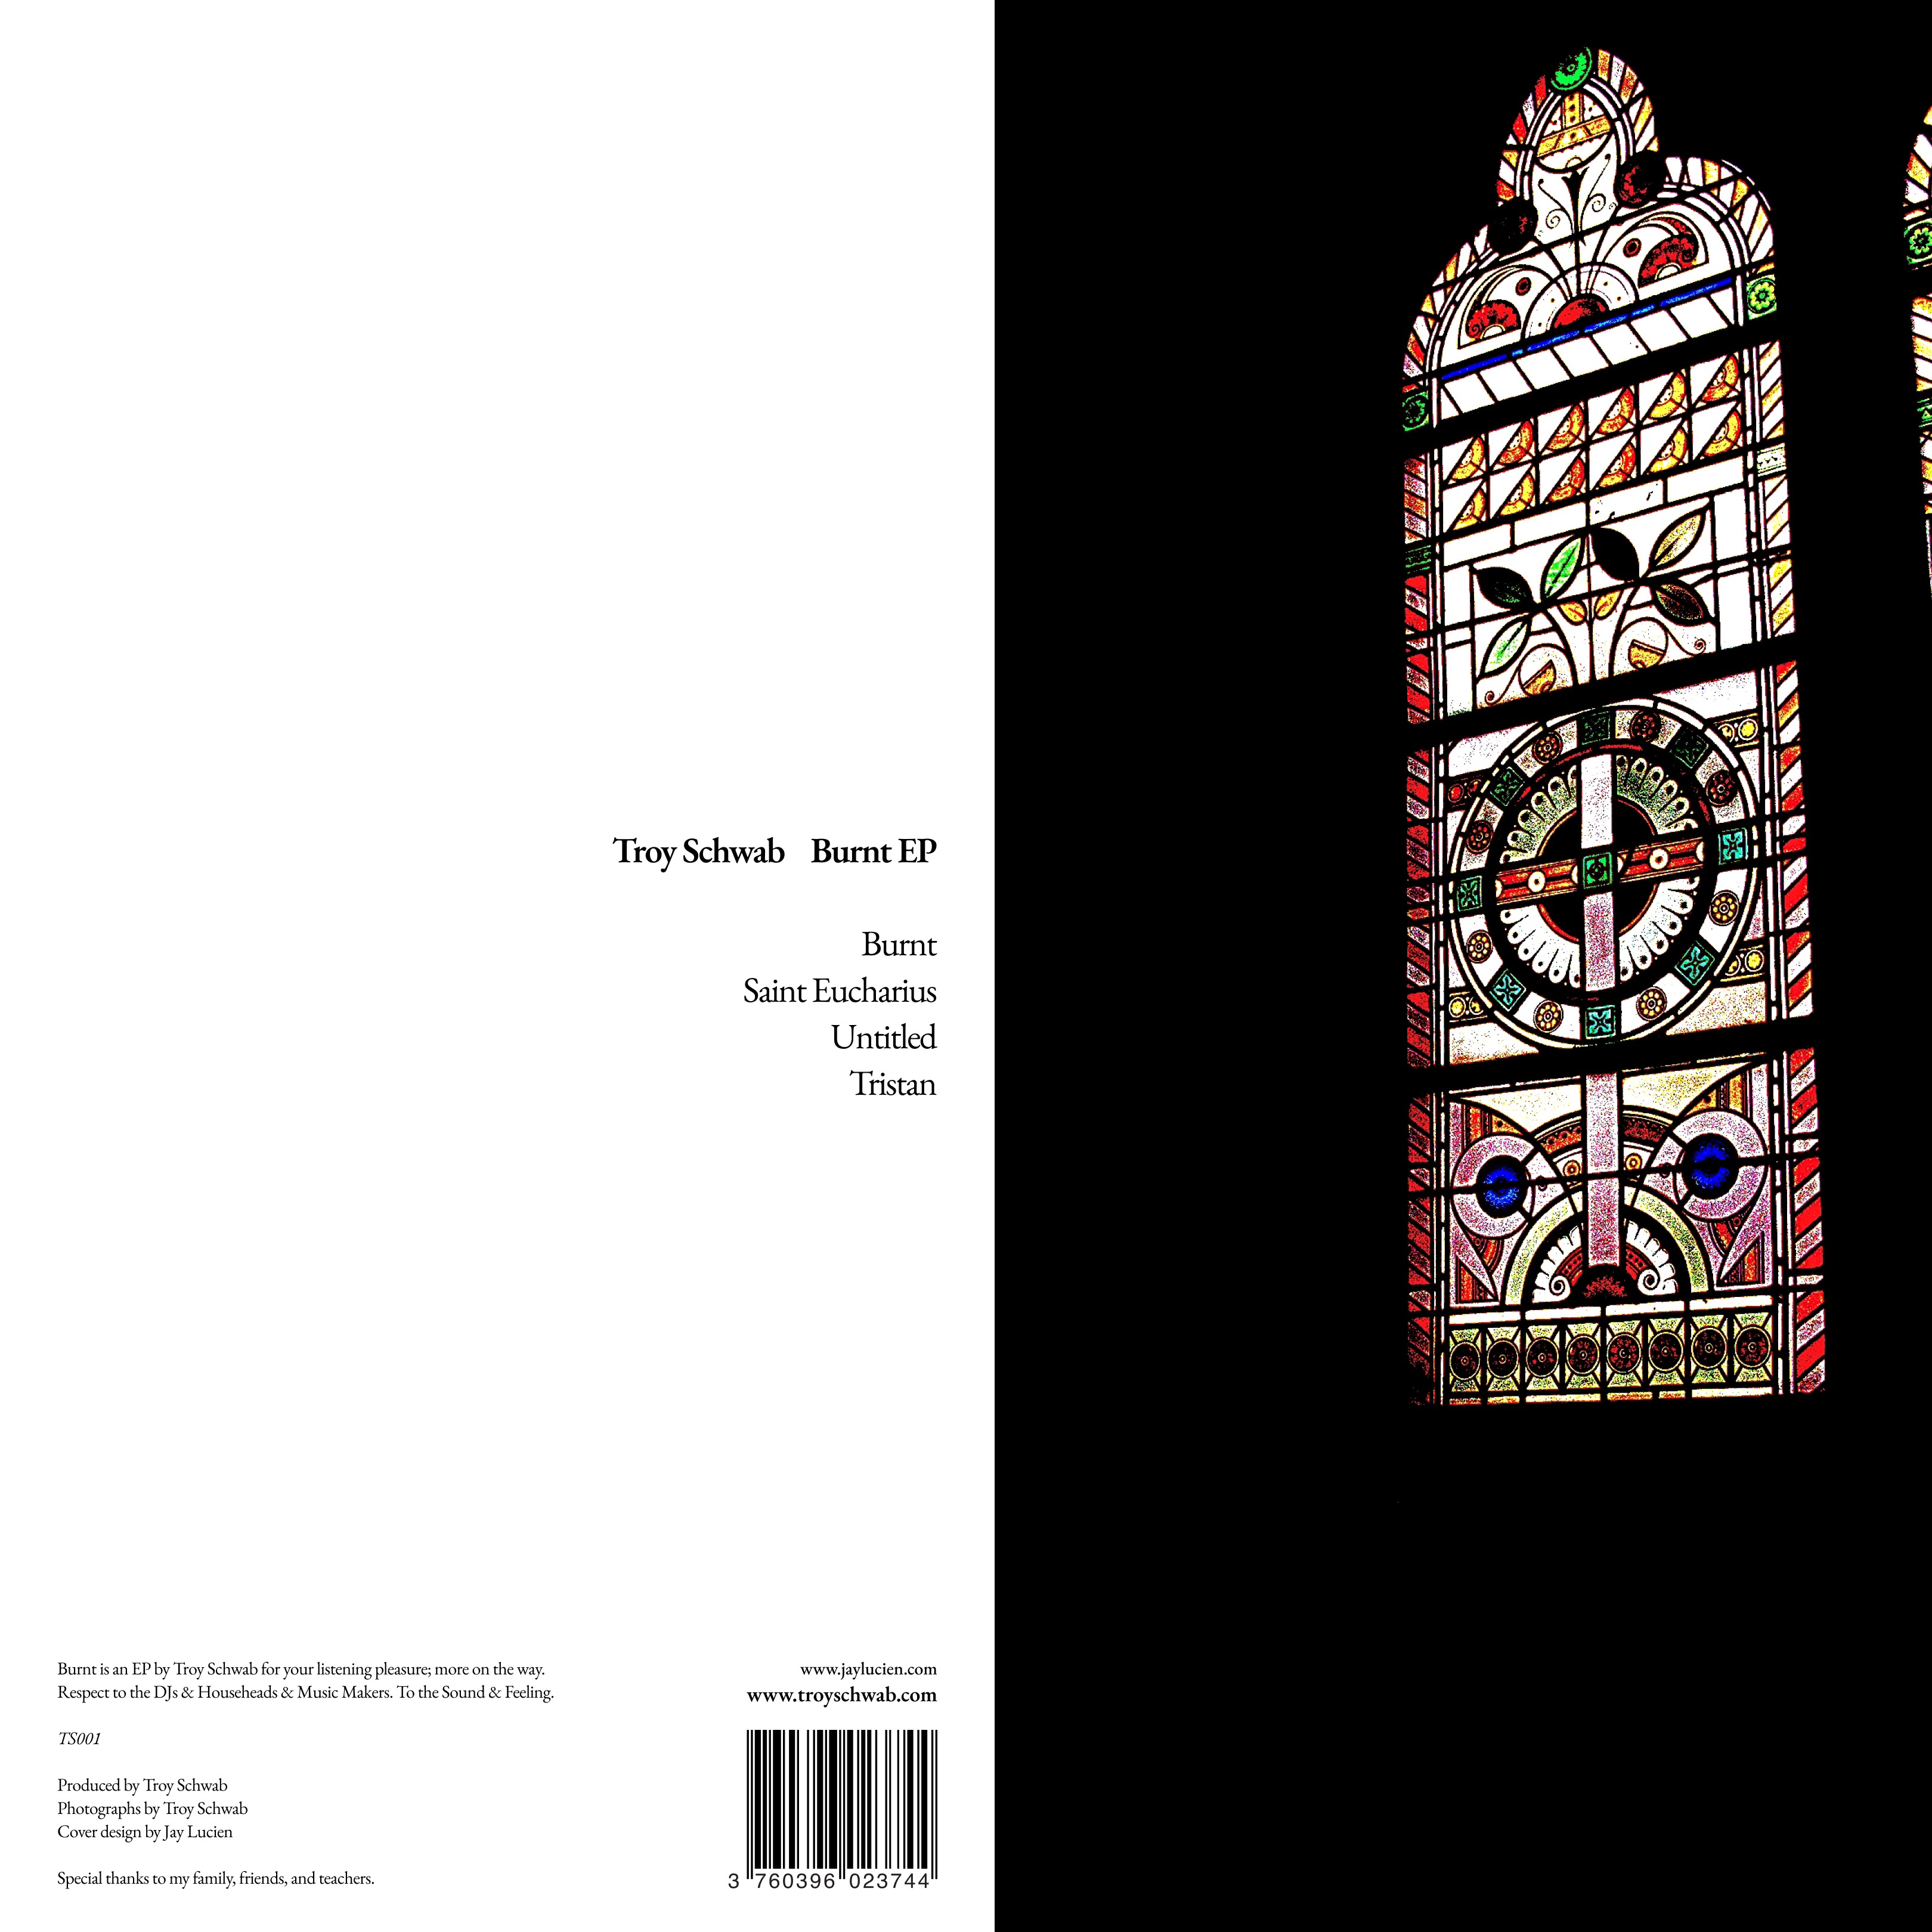 Troy Schwab Burnt EP
Burnt
Saint Eucharius
Untitled
Tristan
Burnt is an EP by Troy Schwab for your listening pleasure; more on the way.
Respect to the DJs & Househeads & Music Makers. To the Sound & Feeling.
TS001
Produced by Troy Schwab
Photographs by Troy Schwab
Cover design by Jay Lucien
Special thanks to my family, friends, and teachers.
www.jaylucien.com
www.troyschwab.com
3 760396 023744